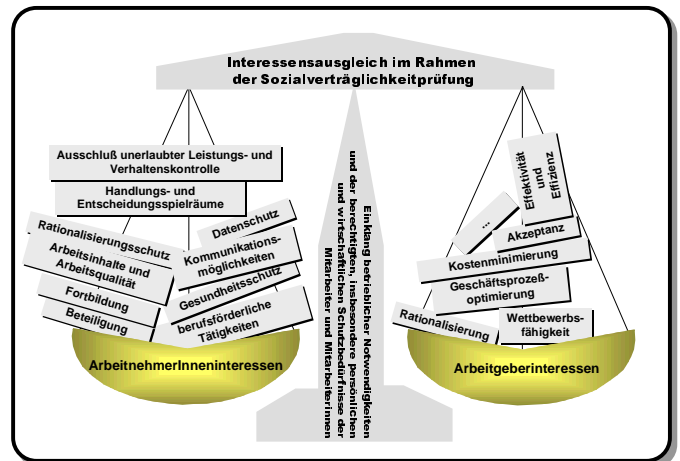 Interessensausgleich im Rahmen
der Sozialverträglichkeitprüfung
Ausschluß unerlaubter Leistungs- und
Verhaltenskontrolle
Handlungs- und
Entscheidungsspielräume
Rationalisierungsschutz
Arbeitsinhalte und
Arbeitsqualität
Fortbildung
Beteiligung
Datenschutz
Kommunikations-
möglichkeiten
Gesundheitsschutz
berufsförderliche
Tätigkeiten
ArbeitnehmerInneninteressen
Einklang betrieblicher Notwendigkeiten
und der berechtigten, insbesondere persönlichen
und wirtschaftlichen Schutzbedürfnisse der
Mitarbeiter und Mitarbeiterinnen
Effektivität
und
Effizienz
...
Akzeptanz
Kostenminimierung
Geschäftsprozeß-
optimierung
Rationalisierung
Wettbewerbs-
fähigkeit
Arbeitgeberinteressen